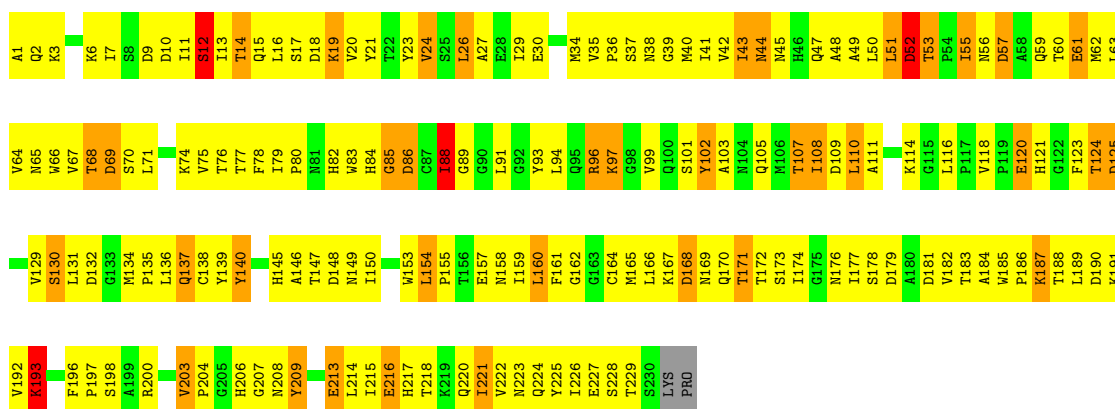 A1 Q2 K3 K6 I7 S8 D9 D10 I11 S12 I13 T14 Q15 L16 S17 D18 K19 V20 Y21 T22 Y23 V24 S25 L26 A27 E28 I29 E30 M34 V35 P36 S37 N38 G39 M40 I41 V42 I43 N44 N45 H46 Q47 A48 A49 L50 L51 D52 T53 P54 I55 N56 D57 A58 Q59 T60 E61 M62 L63
V64 N65 W66 V67 T68 D69 S70 L71 K74 V75 T76 T77 F78 I79 P80 N81 H82 W83 H84 G85 D86 C87 I88 G89 G90 L91 G92 Y93 L94 Q95 R96 K97 G98 V99 Q100 S101 Y102 A103 N104 Q105 M106 T107 I108 D109 L110 A111 K114 G115 L116 P117 V118 P119 E120 H121 G122 F123 T124 D125
V129 S130 L131 D132 G133 M134 P135 L136 Q137 C138 Y139 Y140 H145 A146 T147 D148 N149 I150 W153 L154 P155 T156 E157 N158 I159 L160 F161 G162 G163 C164 M165 L166 K167 D168 N169 Q170 T171 T172 S173 I174 G175 N176 I177 S178 D179 A180 D181 V182 T183 A184 W185 P186 K187 T188 L189 D190 K191
V192 K193 F196 P197 S198 A199 R200 V203 P204 G205 H206 G207 N208 Y209 E213 L214 I215 E216 H217 T218 K219 Q220 I221 V222 N223 Q224 Y225 I226 E227 S228 T229 S230 LYS PRO